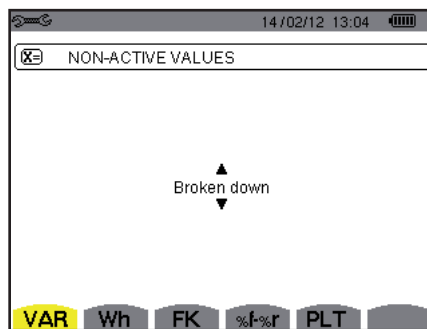 14/02/12 13:04
X= NON-ACTIVE VALUES
Broken down
VAR Wh FK %f-%r PLT